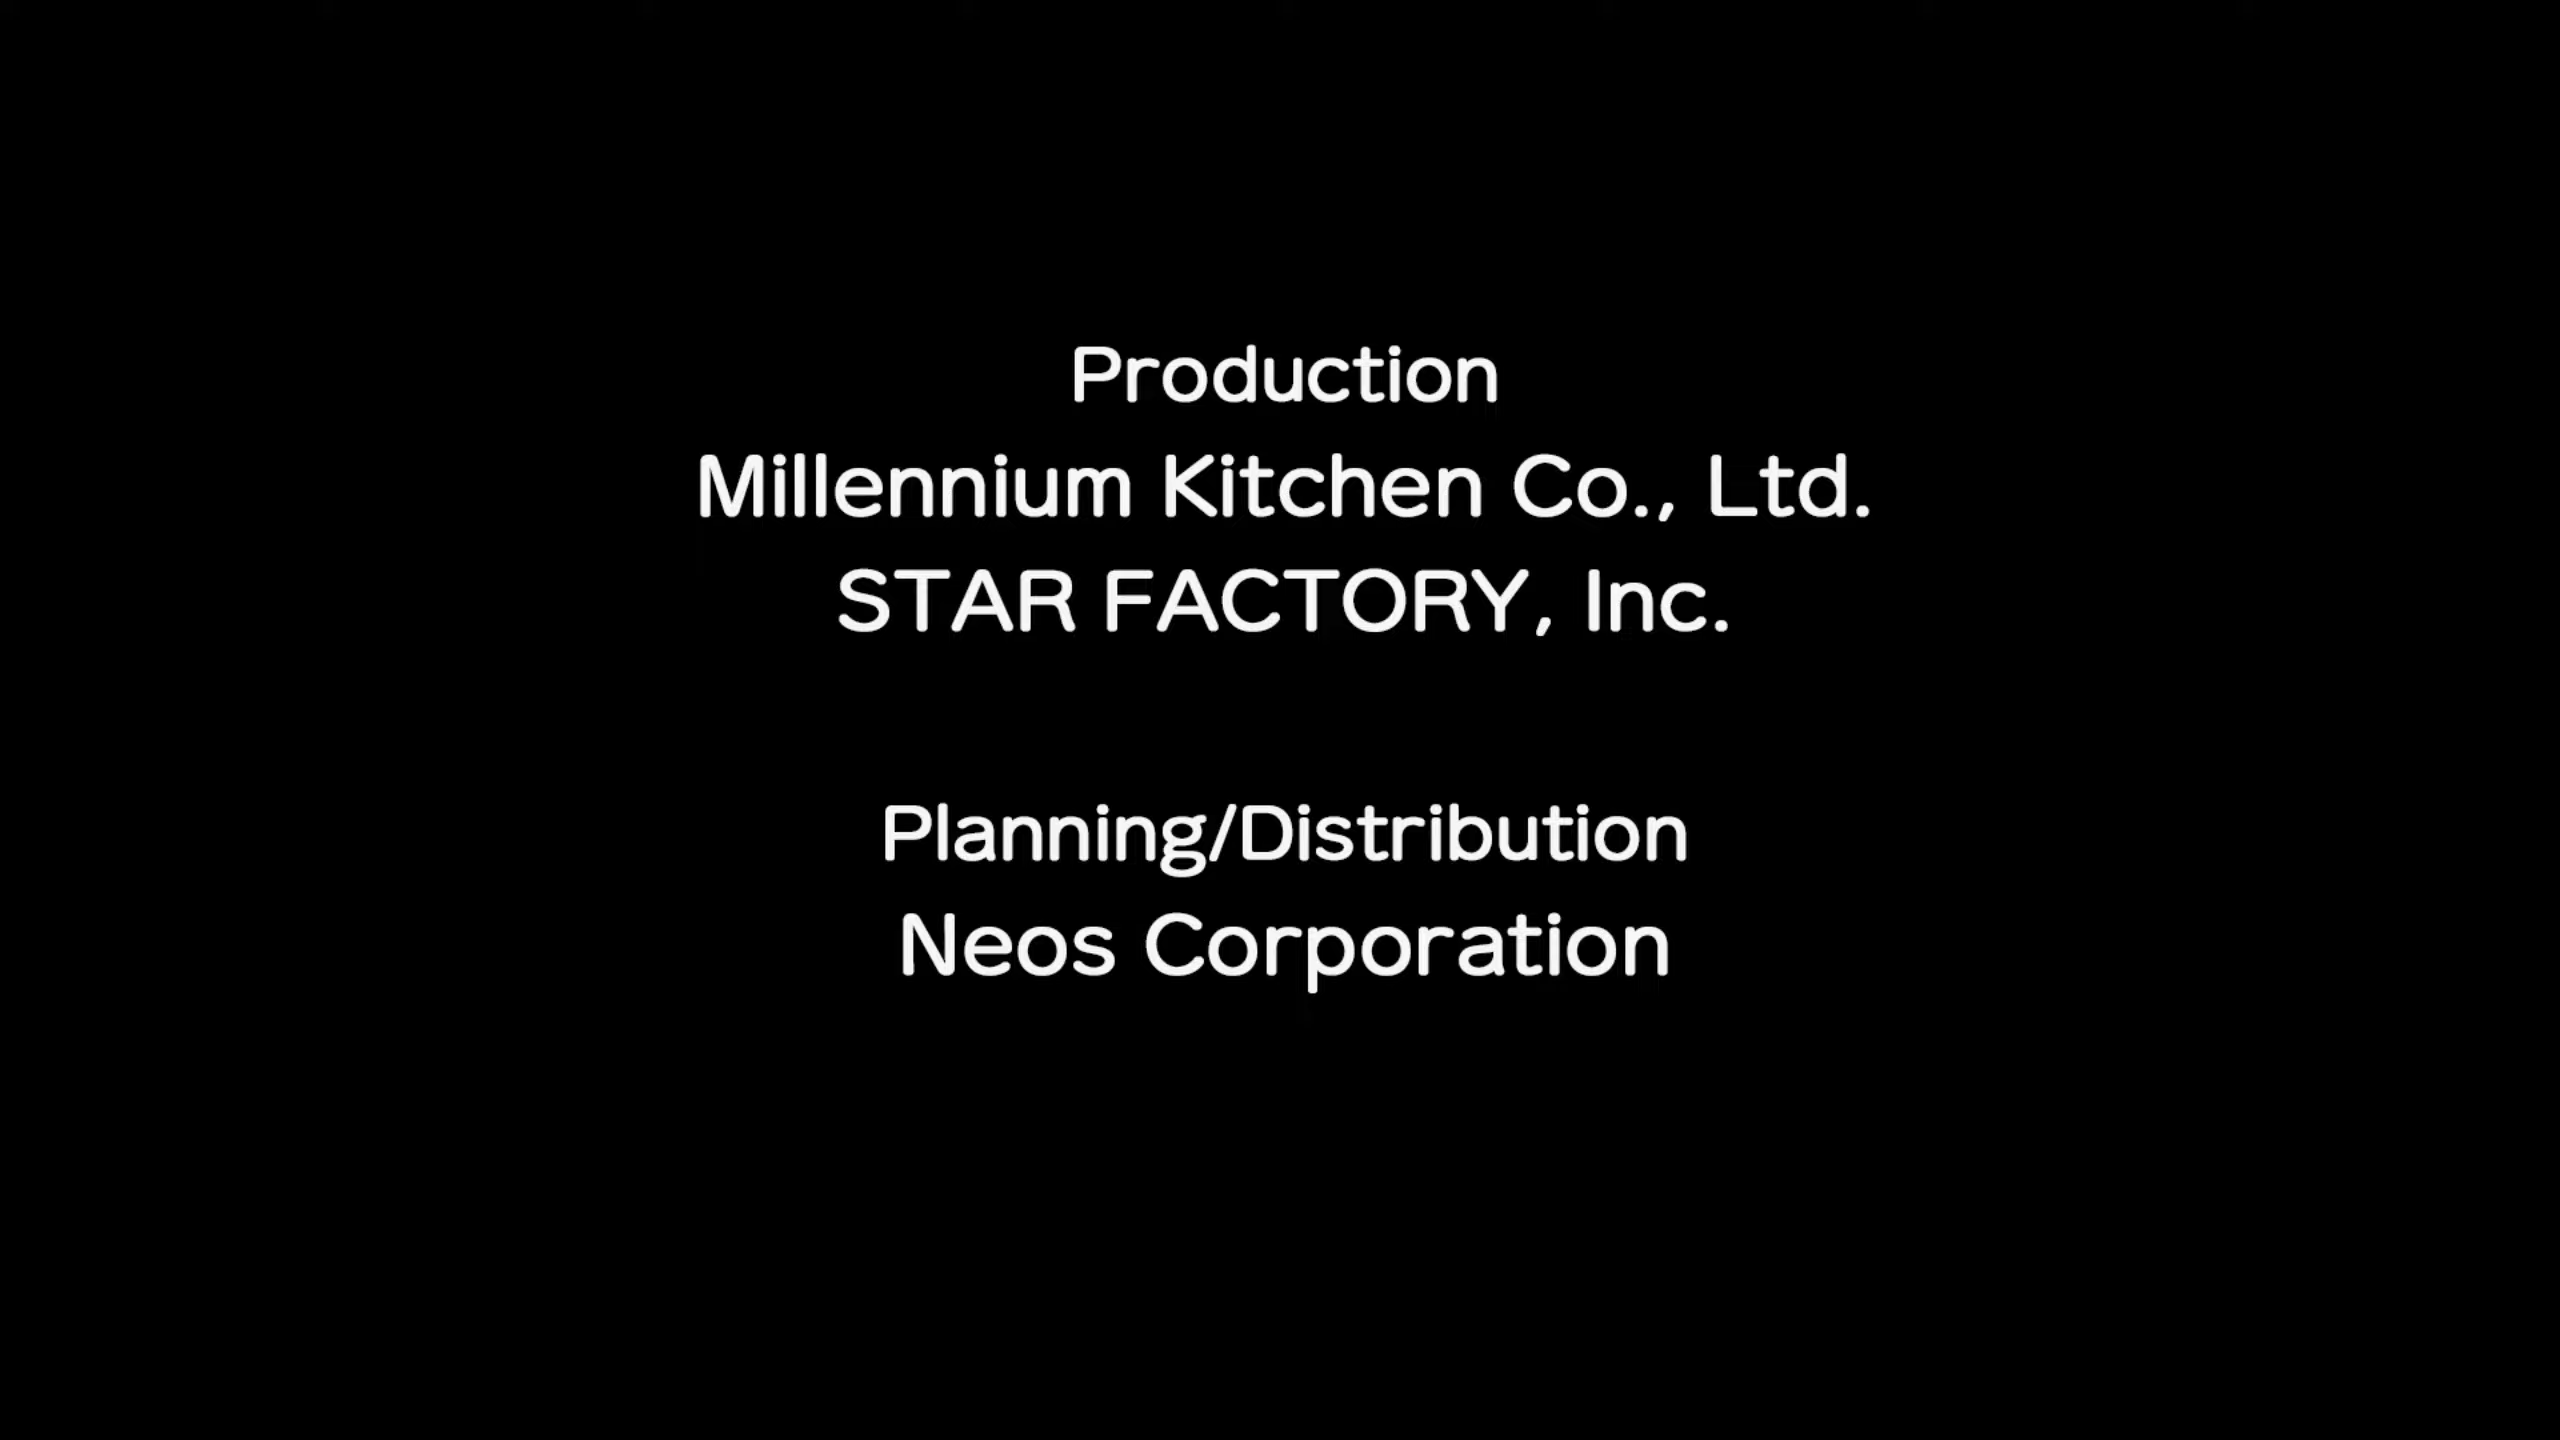 Production
Millennium Kitchen Co., Ltd.
STAR FACTORY, Inc.
Planning/Distribution
Neos Corporation